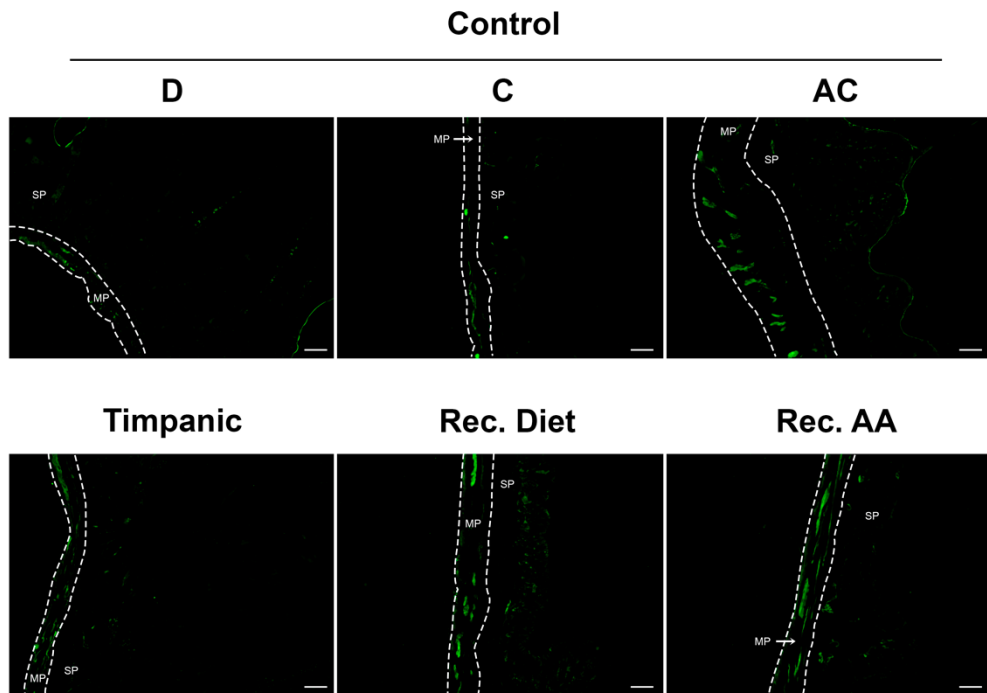 Control
D C AC
MP SP
SP MP
MP SP
Timpanic Rec. Diet Rec. AA
MP SP
SP MP
SP MP